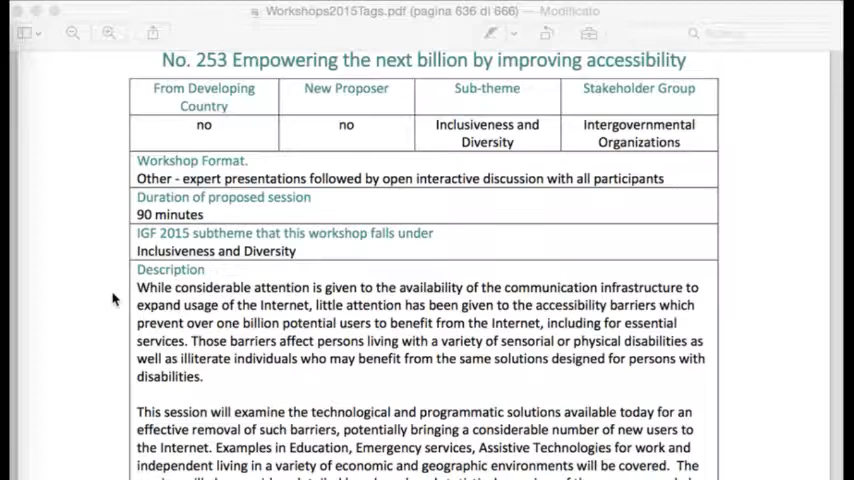 Workshops2015Tags.pdf (pagina 636 di 666) — Modificato
No. 253 Empowering the next billion by improving accessibility
From Developing Country
New Proposer
Sub-theme
Stakeholder Group
no
no
Inclusiveness and Diversity
Intergovernmental Organizations
Workshop Format.
Other - expert presentations followed by open interactive discussion with all participants
Duration of proposed session
90 minutes
IGF 2015 subtheme that this workshop falls under
Inclusiveness and Diversity
Description
While considerable attention is given to the availability of the communication infrastructure to
expand usage of the Internet, little attention has been given to the accessibility barriers which
prevent over one billion potential users to benefit from the Internet, including for essential
services. Those barriers affect persons living with a variety of sensorial or physical disabilities as
well as illiterate individuals who may benefit from the same solutions designed for persons with
disabilities.
This session will examine the technological and programmatic solutions available today for an
effective removal of such barriers, potentially bringing a considerable number of new users to
the Internet. Examples in Education, Emergency services, Assistive Technologies for work and
independent living in a variety of economic and geographic environments will be covered. The